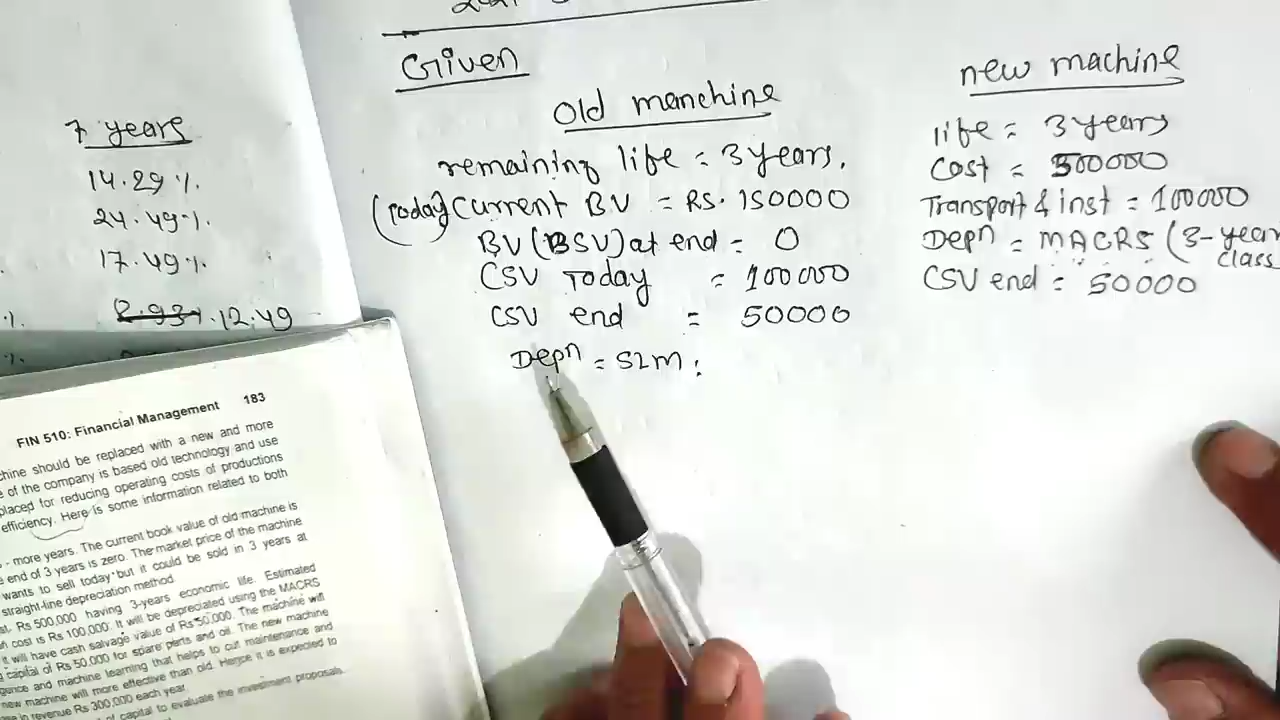 Given
7 years
14.29%.
24.49%.
17.49%.
12.49
Old manchine
remaining life = 3 years.
(Today) Current BV = RS. 150000
BV (BSV) at end = 0
CSV Today = 100000
CSV end = 50000
Depn = SLM :
new machine
life = 3 years
Cost = 500000
Transport & inst = 100000
Depn = MACRS (3-year class
CSV end = 50000
FIN 510: Financial Management 183
chine should be replaced with a new and more
e of the company is based old technology and use
placed for reducing operating costs of productions
efficiency. Here is some information related to both
- more years. The current book value of old machine is
end of 3 years is zero. The market price of the machine
wants to sell today but it could be sold in 3 years at
straight-line depreciation method.
Rs 500,000 having 3-years economic life. Estimated
cost is Rs 100,000. It will be depreciated using the MACRS
it will have cash salvage value of Rs 50,000. The machine will
capital of Rs 50,000 for spare parts and oil. The new machine
gence and machine learning that helps to cut maintenance and
new machine will more effective than old. Hence it is expected to
in revenue Rs 300,000 each year.
of capital to evaluate the investment proposals.